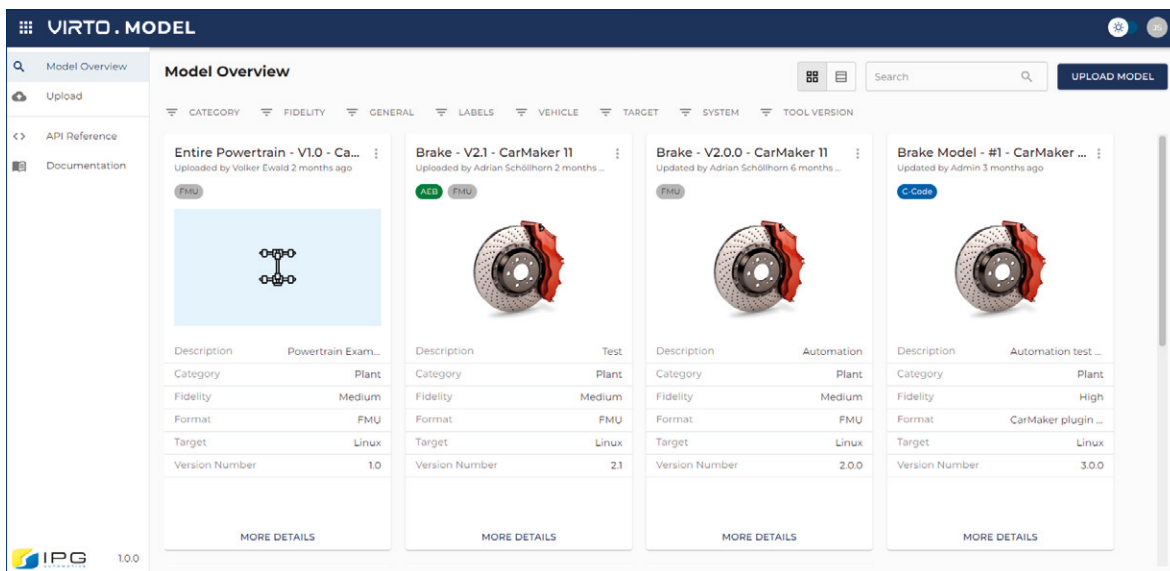 VIRTO.MODEL
JS
Model Overview
Upload
API Reference
Documentation
Model Overview
Search
UPLOAD MODEL
CATEGORY FIDELITY GENERAL LABELS VEHICLE TARGET SYSTEM TOOL VERSION
Entire Powertrain - V1.0 - Ca...
Uploaded by Volker Ewald 2 months ago
FMU
Description Powertrain Exam...
Category Plant
Fidelity Medium
Format FMU
Target Linux
Version Number 1.0
MORE DETAILS
Brake - V2.1 - CarMaker 11
Uploaded by Adrian Schöllhorn 2 months ...
AEB FMU
Description Test
Category Plant
Fidelity Medium
Format FMU
Target Linux
Version Number 2.1
MORE DETAILS
Brake - V2.0.0 - CarMaker 11
Updated by Adrian Schöllhorn 6 months ...
FMU
Description Automation
Category Plant
Fidelity Medium
Format FMU
Target Linux
Version Number 2.0.0
MORE DETAILS
Brake Model - #1 - CarMaker ...
Updated by Admin 3 months ago
C-Code
Description Automation test ...
Category Plant
Fidelity High
Format CarMaker plugin ...
Target Linux
Version Number 3.0.0
MORE DETAILS
IPG
AUTOMOTIVE
1.0.0